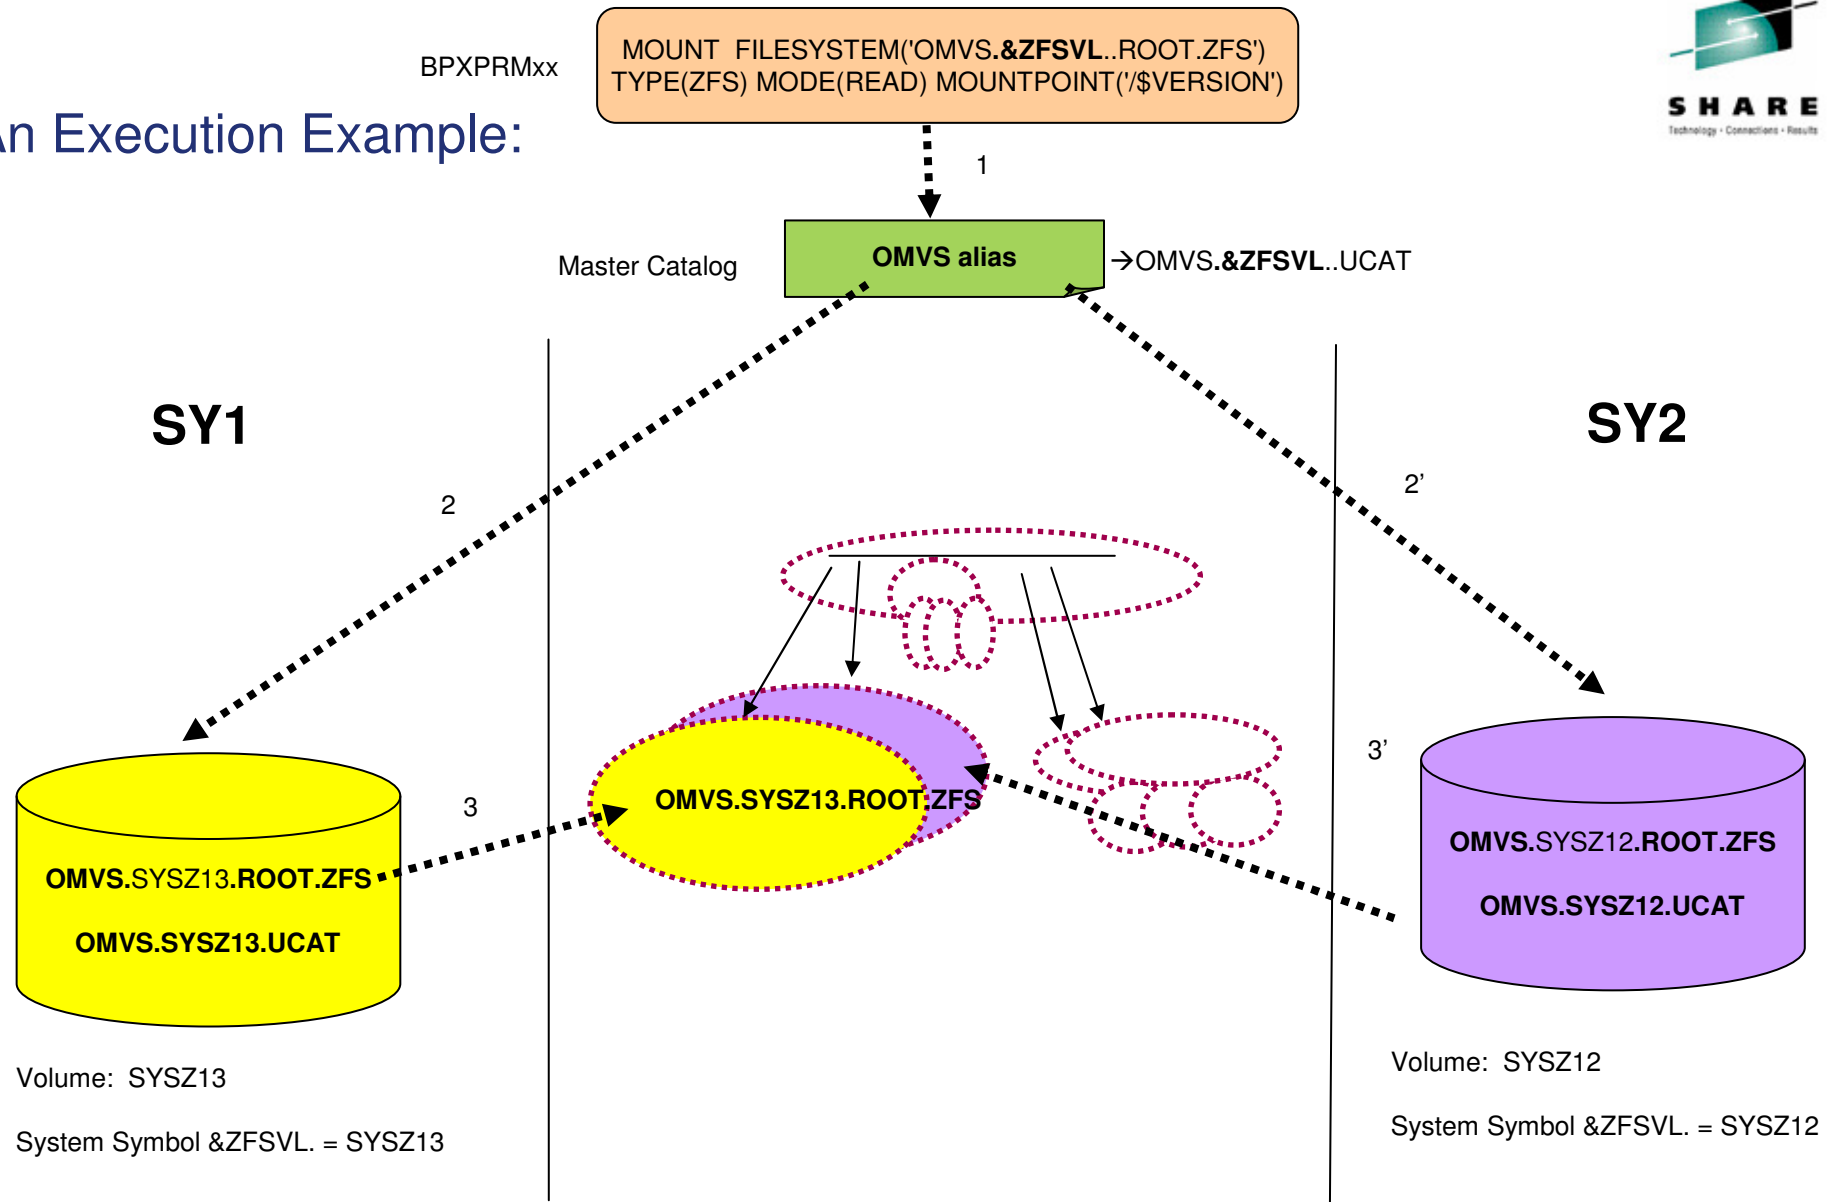 MOUNT FILESYSTEM('OMVS.&ZFSVL..ROOT.ZFS')
TYPE(ZFS) MODE(READ) MOUNTPOINT('/$VERSION')
BPXPRMxx
SHARE
Technology · Connections · Results
An Execution Example:
1
Master Catalog
OMVS alias
→OMVS.&ZFSVL..UCAT
SY1
SY2
2
2’
3
3’
OMVS.SYSZ13.ROOT.ZFS
OMVS.SYSZ13.ROOT.ZFS
OMVS.SYSZ13.UCAT
OMVS.SYSZ12.ROOT.ZFS
OMVS.SYSZ12.UCAT
Volume: SYSZ13
System Symbol &ZFSVL. = SYSZ13
Volume: SYSZ12
System Symbol &ZFSVL. = SYSZ12